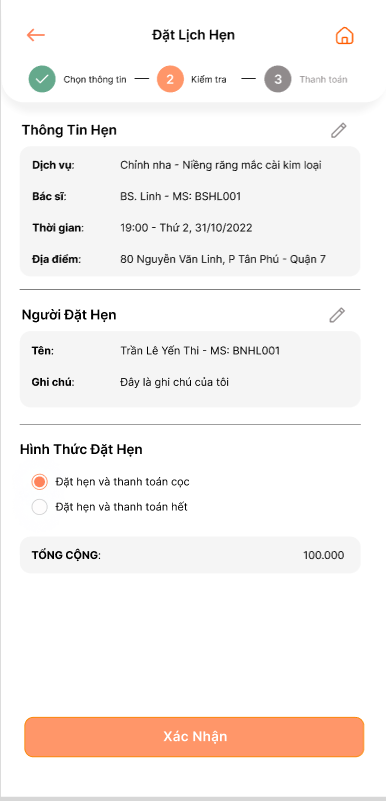 Đặt Lịch Hẹn
Chọn thông tin 2 Kiểm tra 3 Thanh toán
Thông Tin Hẹn
Dịch vụ: Chỉnh nha - Niềng răng mắc cài kim loại
Bác sĩ: BS. Linh - MS: BSHL001
Thời gian: 19:00 - Thứ 2, 31/10/2022
Địa điểm: 80 Nguyễn Văn Linh, P Tân Phú - Quận 7
Người Đặt Hẹn
Tên: Trần Lê Yến Thi - MS: BNHL001
Ghi chú: Đây là ghi chú của tôi
Hình Thức Đặt Hẹn
Đặt hẹn và thanh toán cọc
Đặt hẹn và thanh toán hết
TỔNG CỘNG: 100.000
Xác Nhận